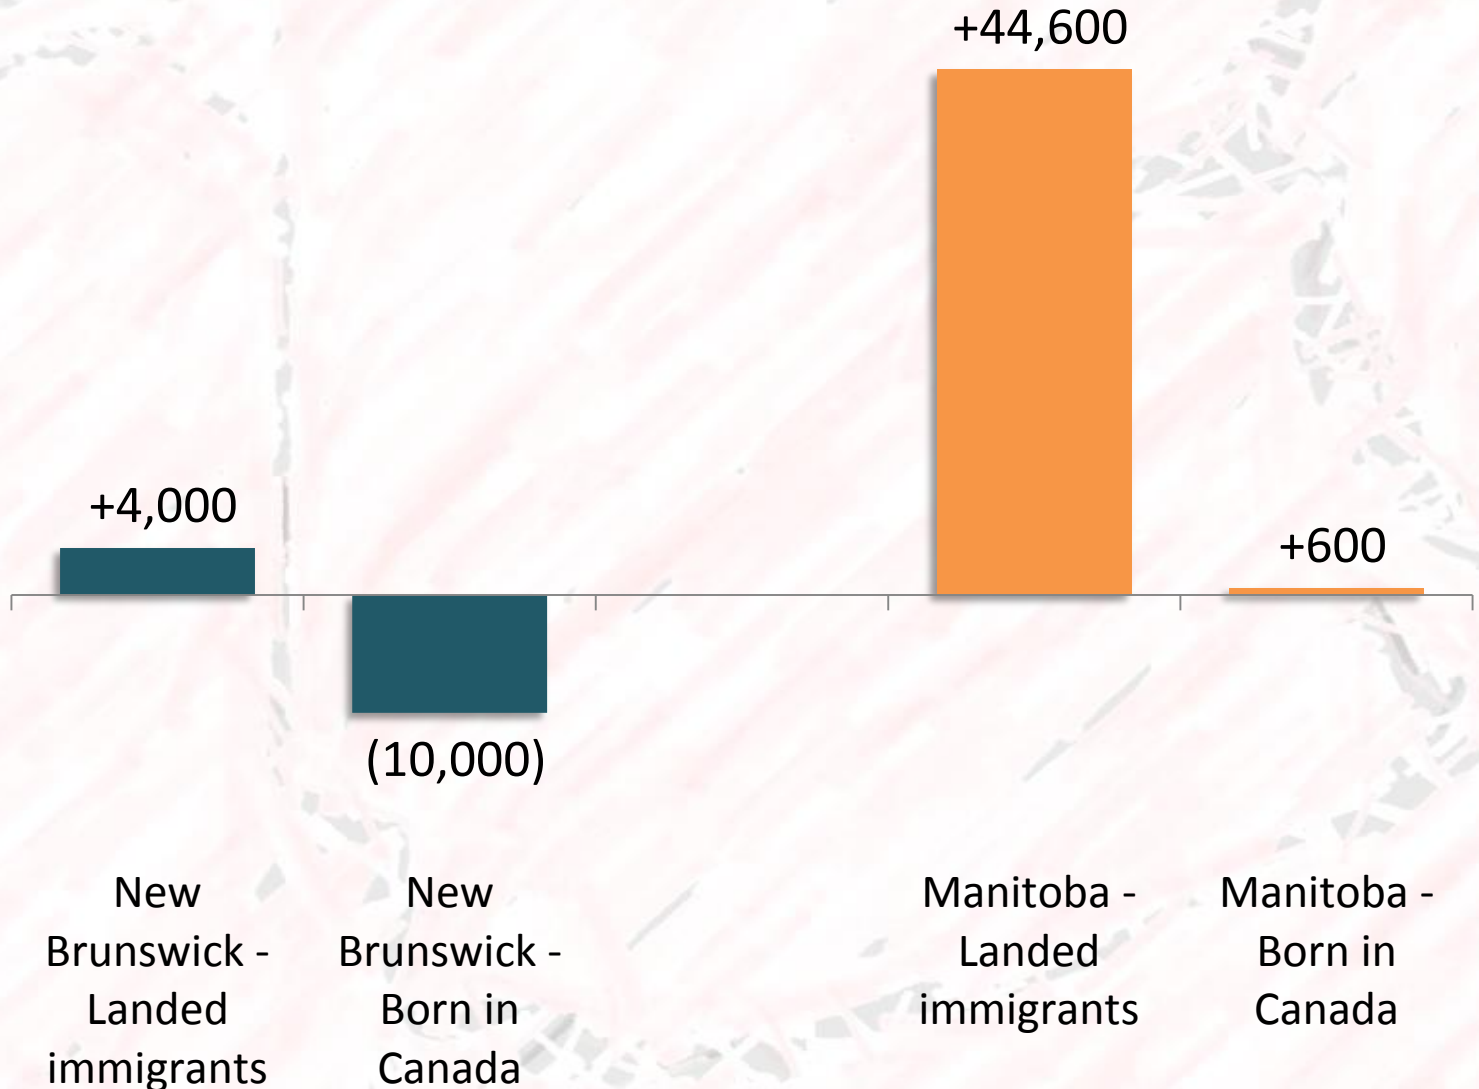 +44,600
+4,000
+600
(10,000)
New
Brunswick -
Landed
immigrants
New
Brunswick -
Born in
Canada
Manitoba -
Landed
immigrants
Manitoba -
Born in
Canada